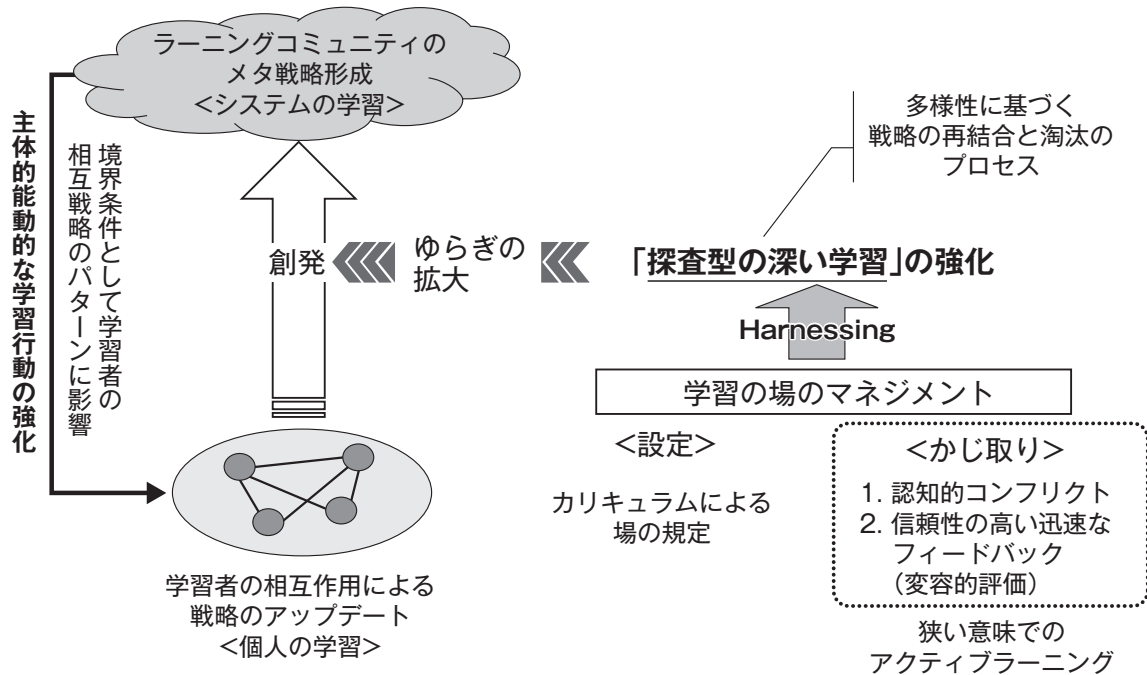 ラーニングコミュニティの
メタ戦略形成
<システムの学習>
主体的能動的な学習行動の強化
境界条件として学習者の
相互戦略のパターンに影響
創発
ゆらぎの
拡大
「探査型の深い学習」の強化
多様性に基づく
戦略の再結合と淘汰の
プロセス
Harnessing
学習の場のマネジメント
<設定>
カリキュラムによる
場の規定
<かじ取り>
1. 認知的コンフリクト
2. 信頼性の高い迅速な
フィードバック
（変容的評価）
狭い意味での
アクティブラーニング
学習者の相互作用による
戦略のアップデート
<個人の学習>